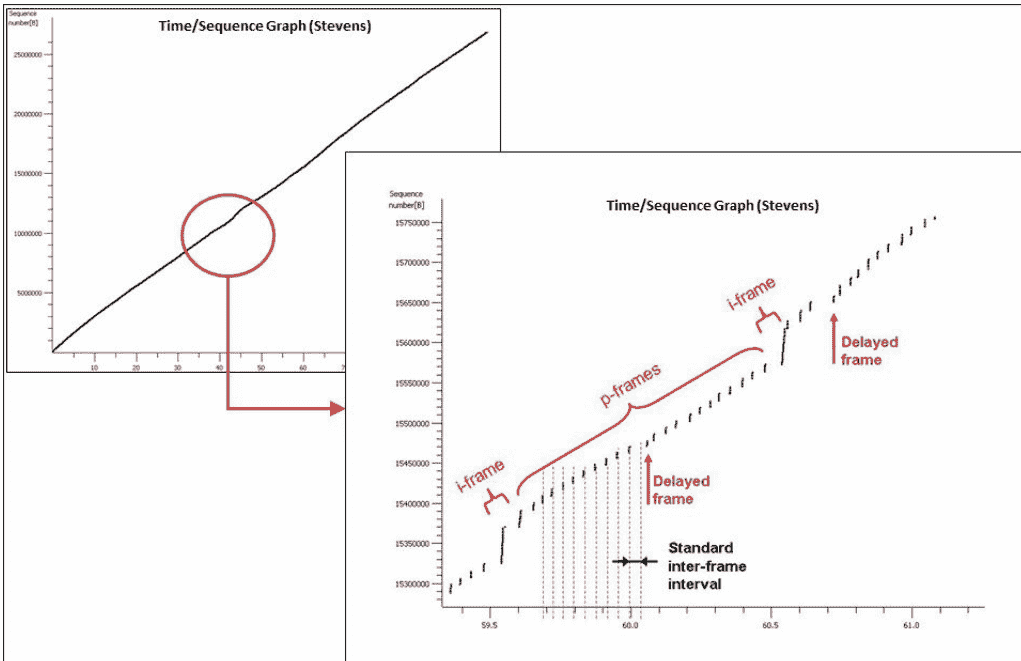 Sequence
number[B]
Time/Sequence Graph (Stevens)
25000000
20000000
15000000
10000000
5000000
10
20
30
40
50
60
Sequence
number[B]
Time/Sequence Graph (Stevens)
15750000
15700000
15650000
15600000
15550000
15500000
15450000
15400000
15350000
15300000
i-frame
Delayed
frame
p-frames
i-frame
Delayed
frame
Standard
inter-frame
interval
59.5
60.0
60.5
61.0